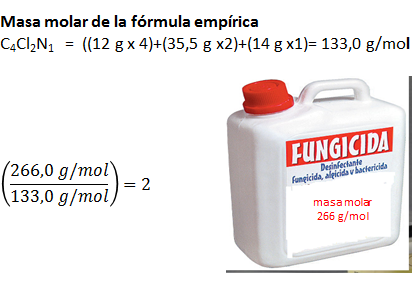 Masa molar de la fórmula empírica
C₄Cl₂N₁ = ((12 g x 4)+(35,5 g x2)+(14 g x1)= 133,0 g/mol
(266,0 g/mol / 133,0 g/mol) = 2
FUNGICIDA
Desinfectante
Fungicida, algicida y bactericida
masa molar
266 g/mol